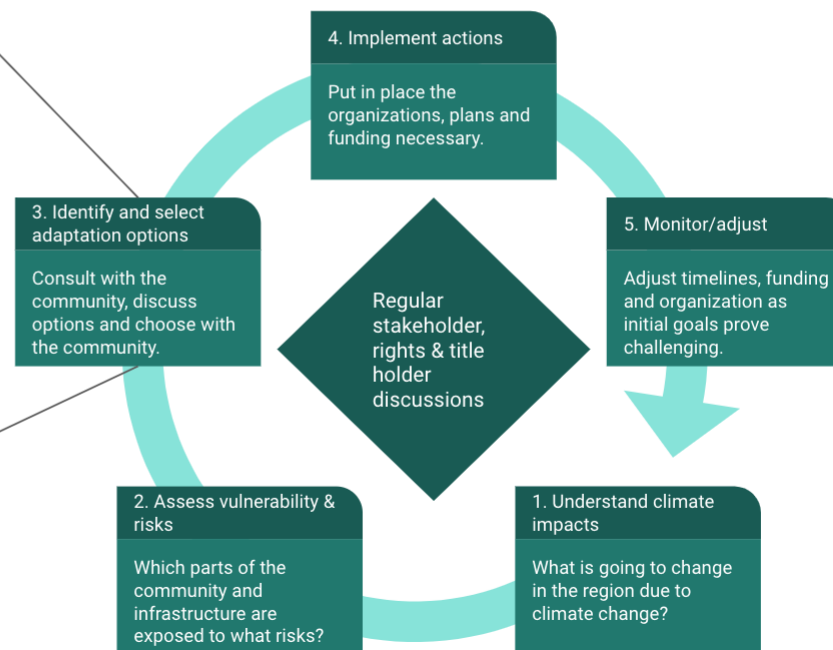 4. Implement actions
Put in place the
organizations, plans and
funding necessary.
3. Identify and select
adaptation options
Consult with the
community, discuss
options and choose with
the community.
5. Monitor/adjust
Adjust timelines, funding
and organization as
initial goals prove
challenging.
Regular
stakeholder,
rights & title
holder
discussions
2. Assess vulnerability &
risks
Which parts of the
community and
infrastructure are
exposed to what risks?
1. Understand climate
impacts
What is going to change
in the region due to
climate change?